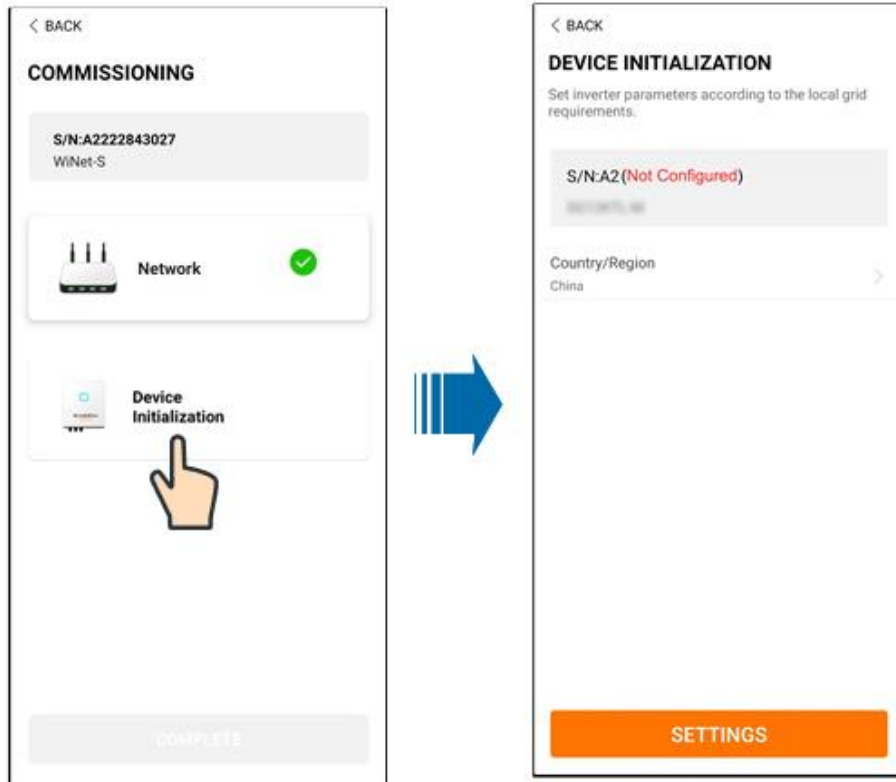 < BACK
COMMISSIONING
S/N:A2222843027
WiNet-S
Network
Device
Initialization
COMPLETE
< BACK
DEVICE INITIALIZATION
Set inverter parameters according to the local grid
requirements.
S/N:A2(Not Configured)
Country/Region
China
SETTINGS